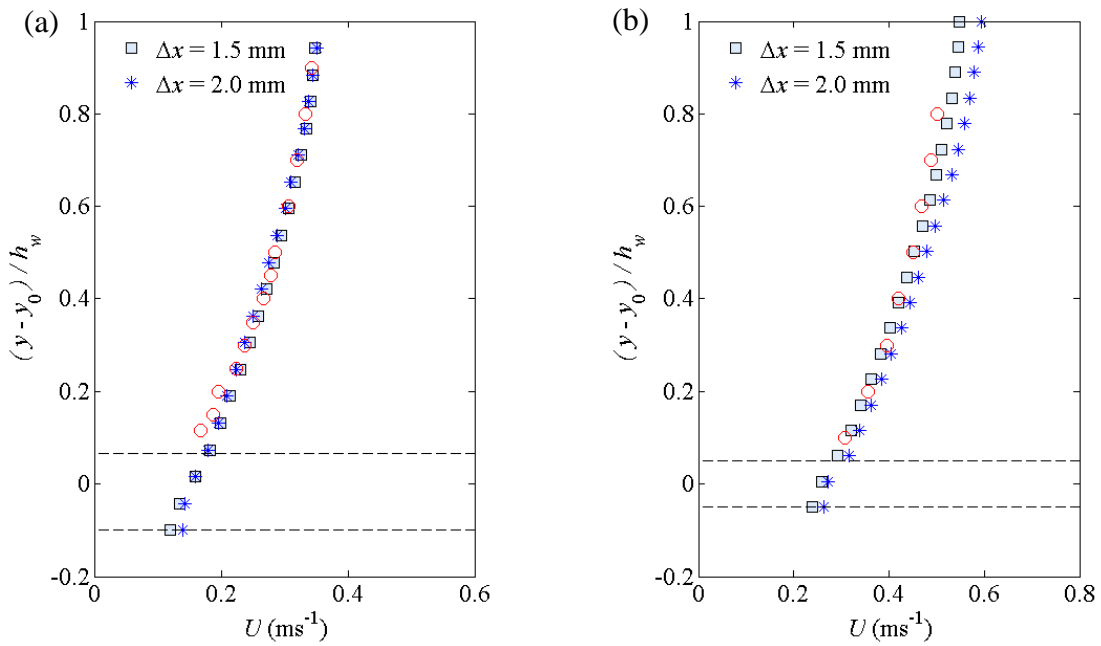 (a)
1
0.8
0.6
0.4
0.2
0
-0.2
(y - y0) / hw
Δx = 1.5 mm
Δx = 2.0 mm
0 0.2 0.4 0.6
U (ms-1)
(b)
1
0.8
0.6
0.4
0.2
0
-0.2
(y - y0) / hw
Δx = 1.5 mm
Δx = 2.0 mm
0 0.2 0.4 0.6 0.8
U (ms-1)